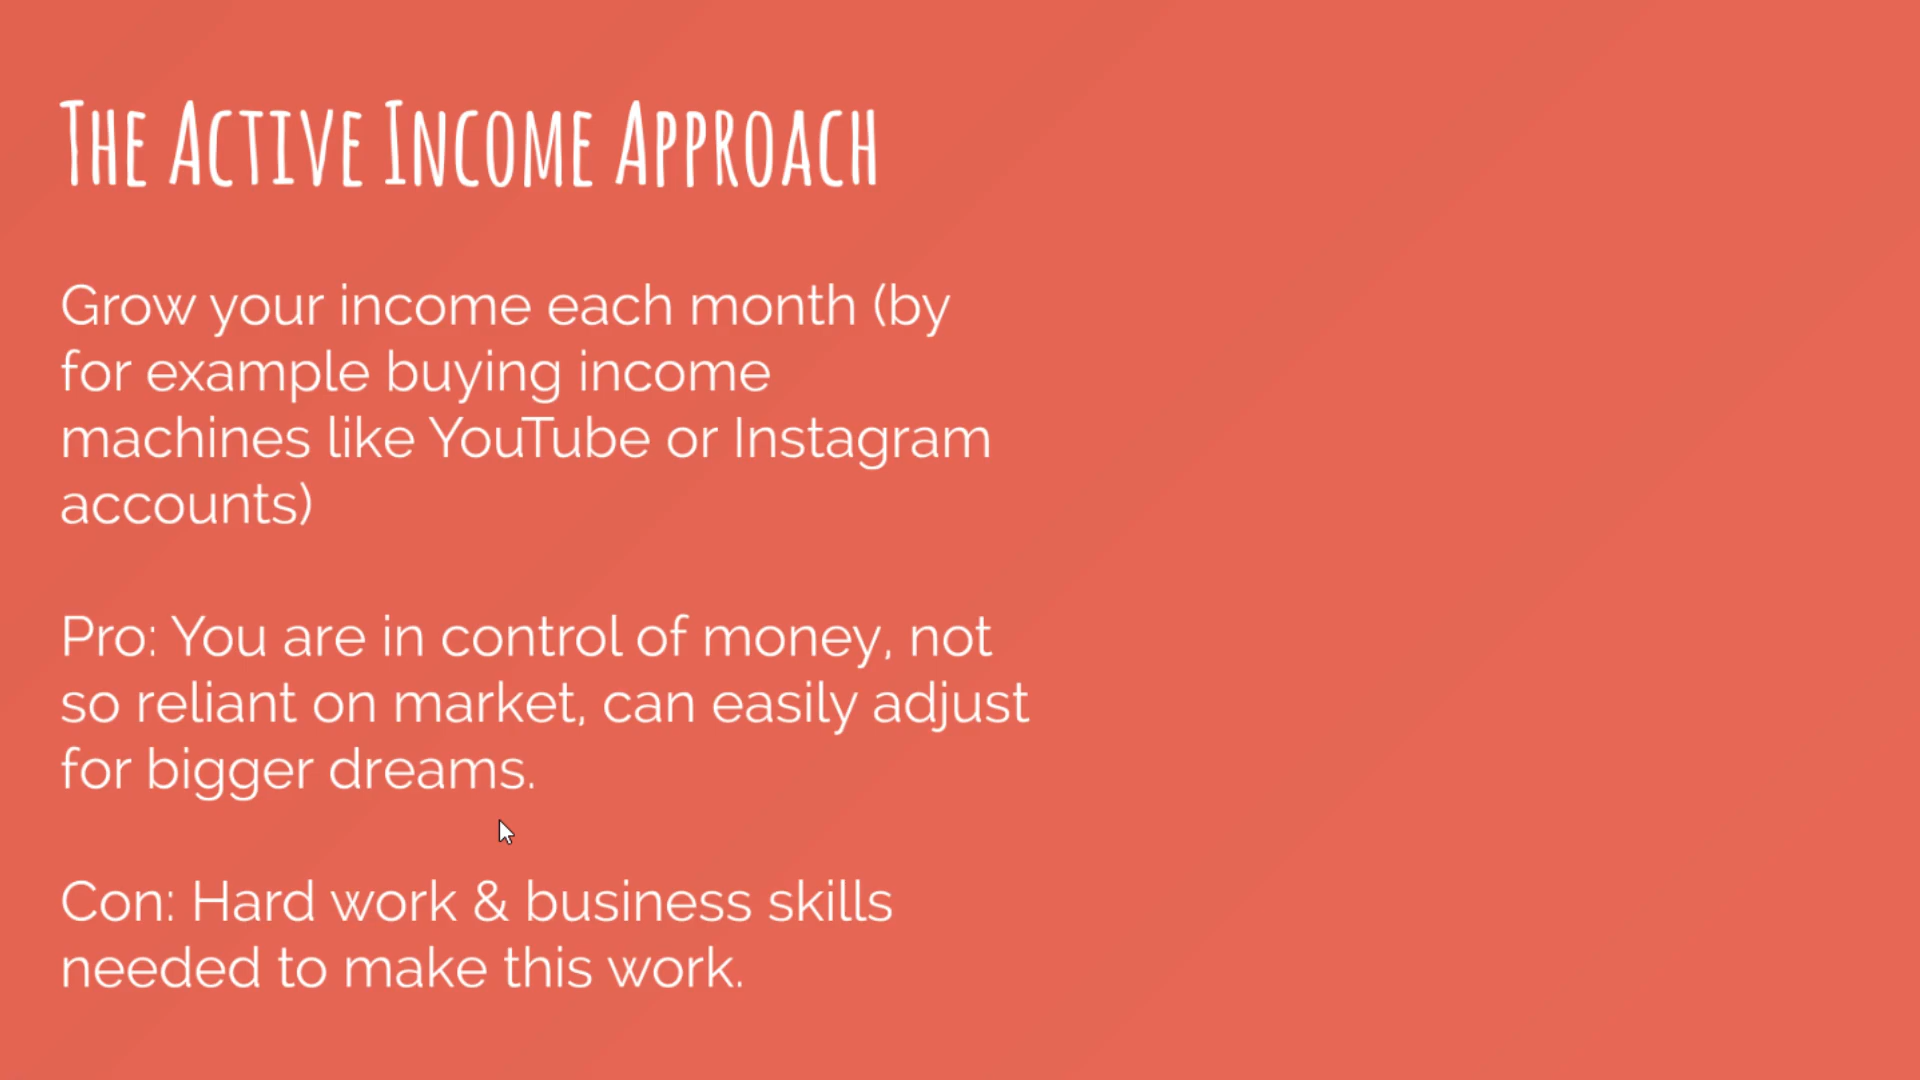 The Active Income Approach
Grow your income each month (by
for example buying income
machines like YouTube or Instagram
accounts)
Pro: You are in control of money, not
so reliant on market, can easily adjust
for bigger dreams.
Con: Hard work & business skills
needed to make this work.